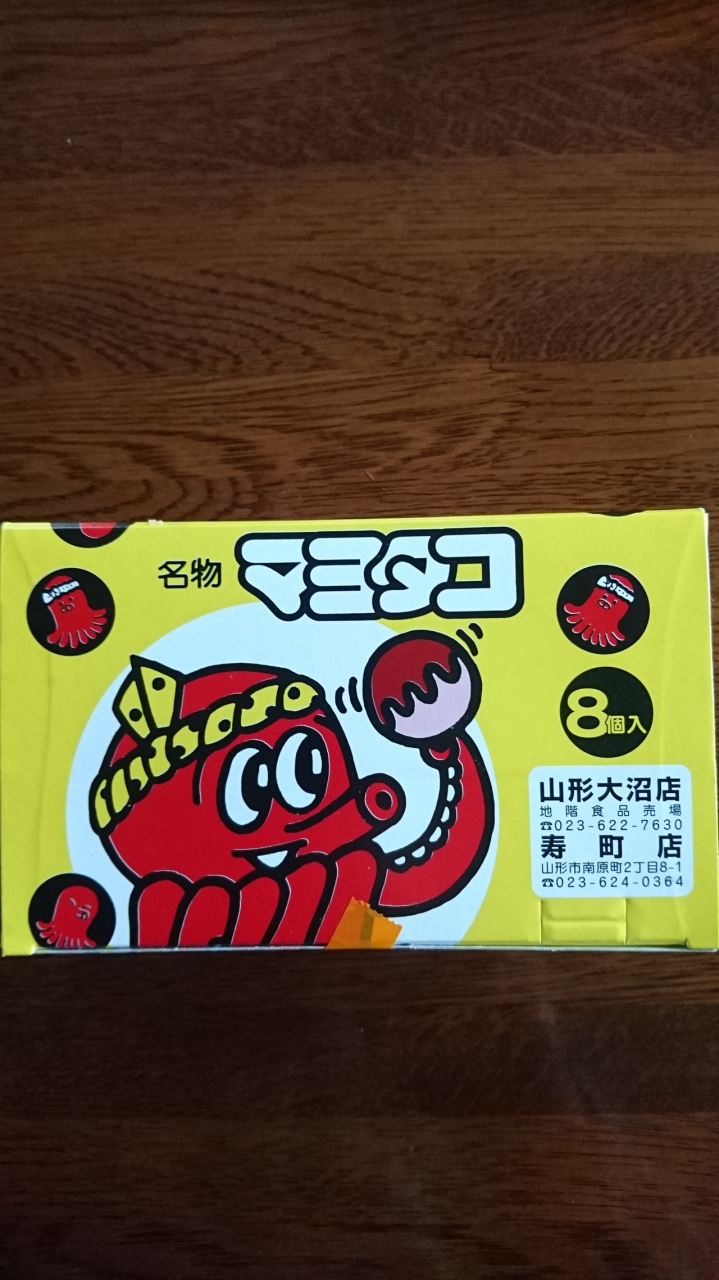 名物 マミタコ
8個入
山形大沼店
地階食品売場
☎023-622-7630
寿町店
山形市南原町2丁目8-1
☎023-624-0364